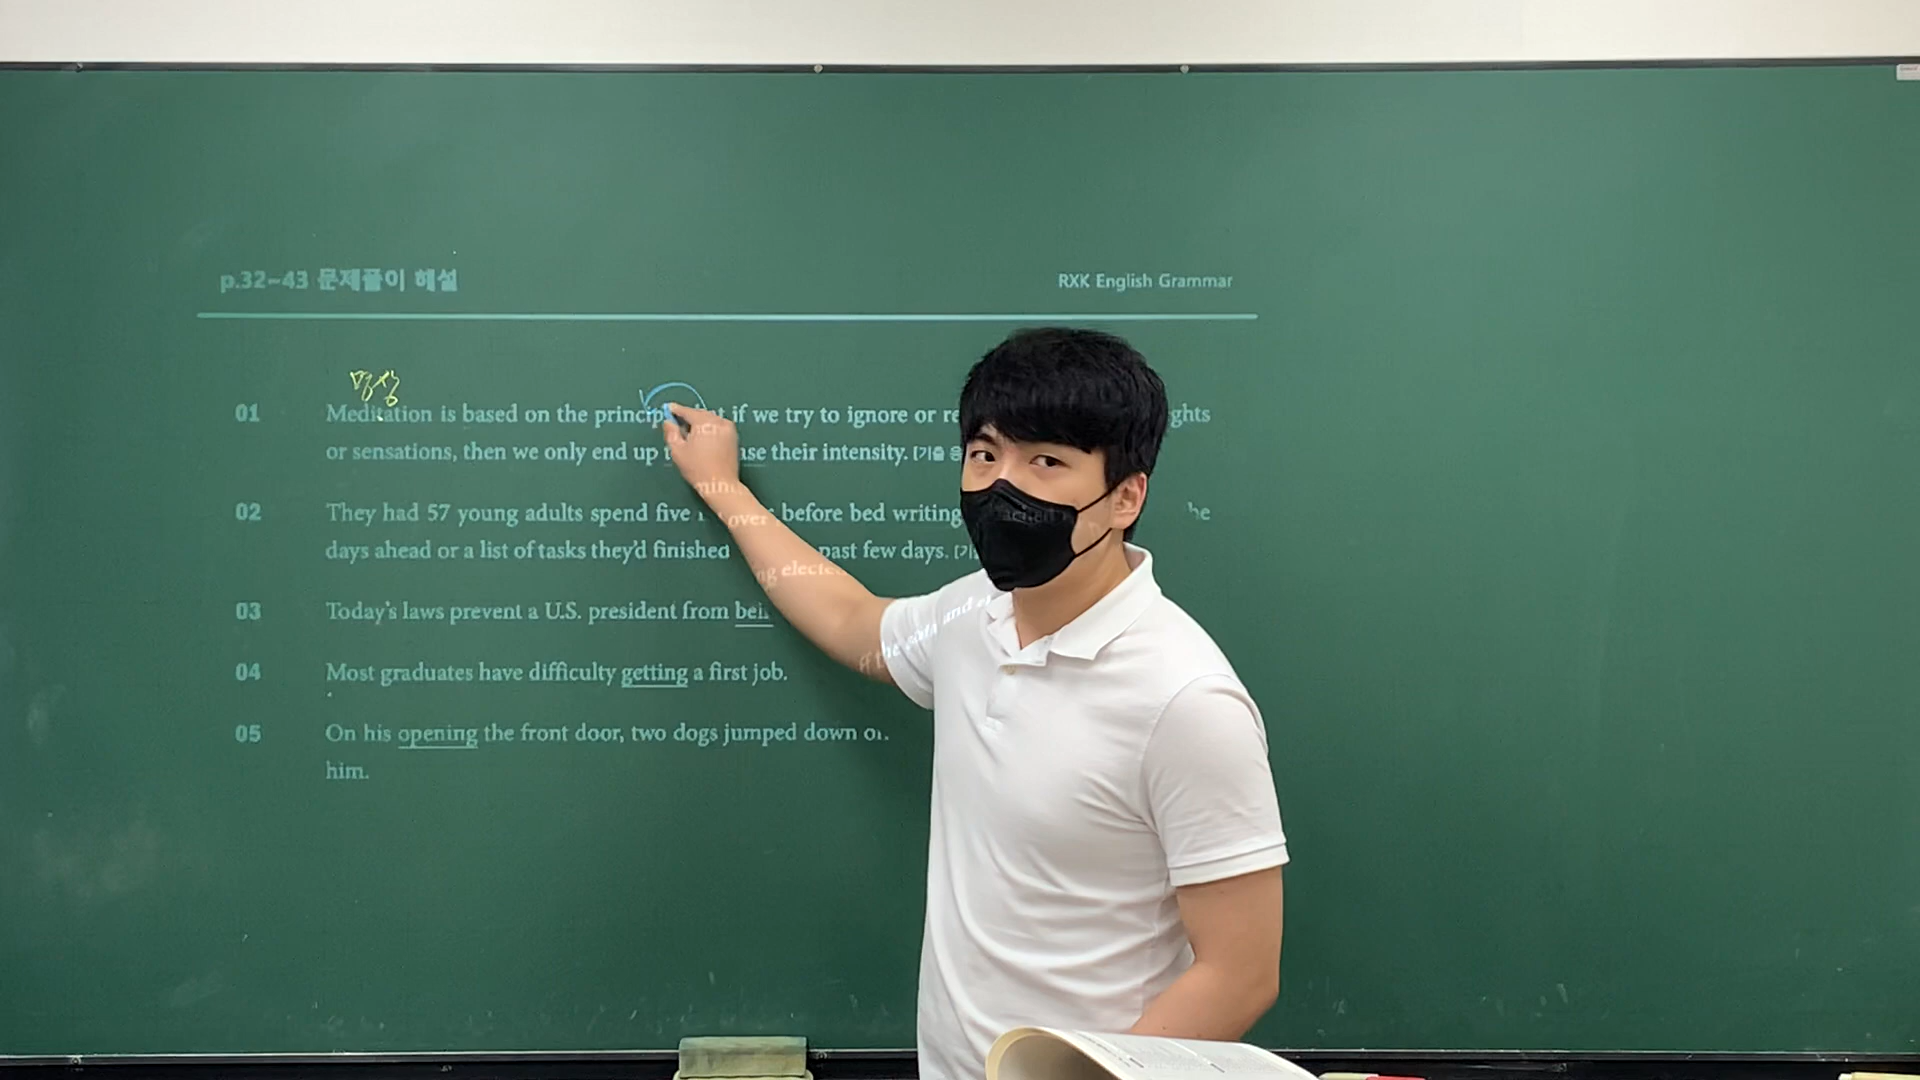 p.32~43 문제풀이 해설
RXK English Grammar
명상
01 Meditation is based on the if we try to ignore or ghts
or sensations, then we only end up their intensity. [기출
02 They had 57 young adults spend five before bed writing he
days ahead or a list of tasks they'd finished past few days.
03 Today's laws prevent a U.S. president from
04 Most graduates have difficulty getting a first job.
05 On his opening the front door, two dogs jumped down
him.